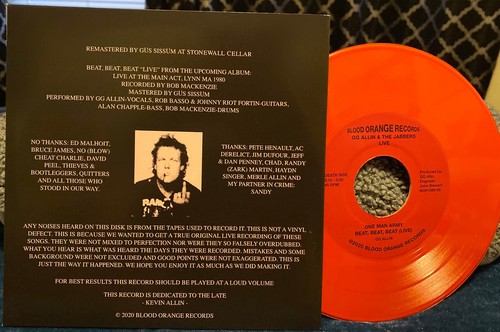 REMASTERED BY GUS SISSUM AT STONEWALL CELLAR
BEAT, BEAT, BEAT "LIVE" FROM THE UPCOMING ALBUM:
LIVE AT THE MAIN ACT, LYNN MA 1980
RECORDED BY BOB MACKENZIE
MASTERED BY GUS SISSUM
PERFORMED BY GG ALLIN-VOCALS, ROB BASSO & JOHNNY RIOT FORTIN-GUITARS,
ALAN CHAPPLE-BASS, BOB MACKENZIE-DRUMS
NO THANKS: ED MALHOIT,
BRUCE JAMES, NO (BLOW)
CHEAT CHARLIE, DAVID
PEEL, THIEVES &
BOOTLEGGERS, QUITTERS
AND ALL THOSE WHO
STOOD IN OUR WAY.
THANKS: PETE HENAULT, AC
DERELICT, JIM DUFOUR, JEFF
& DAN PENNEY, CHAD, RANDY
(ZARK) MARTIN, HAYDN
SINGER, MERLE ALLIN AND
MY PARTNER IN CRIME:
SANDY
ANY NOISES HEARD ON THIS DISK IS FROM THE TAPES USED TO RECORD IT. THIS IS NOT A VINYL
DEFECT. THIS IS BECAUSE WE WANTED TO GET A TRUE ORIGINAL LIVE RECORDING OF THESE
SONGS. THEY WERE NOT MIXED TO PERFECTION NOR WERE THEY SO FALSELY OVERDUBBED.
WHAT YOU HEAR IS WHAT WAS HEARD THE DAYS THEY WERE RECORDED. MISTAKES AND SOME
BACKGROUND WERE NOT EXCLUDED AND GOOD POINTS WERE NOT EXAGGERATED. THIS IS
JUST THE WAY IT HAPPENED. WE HOPE YOU ENJOY IT AS MUCH AS WE DID MAKING IT.
FOR BEST RESULTS THIS RECORD SHOULD BE PLAYED AT A LOUD VOLUME
THIS RECORD IS DEDICATED TO THE LATE
- KEVIN ALLIN -
© 2020 BLOOD ORANGE RECORDS
BLOOD ORANGE RECORDS
GG ALLIN & THE JABBERS
LIVE
ONE MAN ARMY
BEAT, BEAT, BEAT (LIVE)
GG ALLIN
©2020 BLOOD ORANGE RECORDS